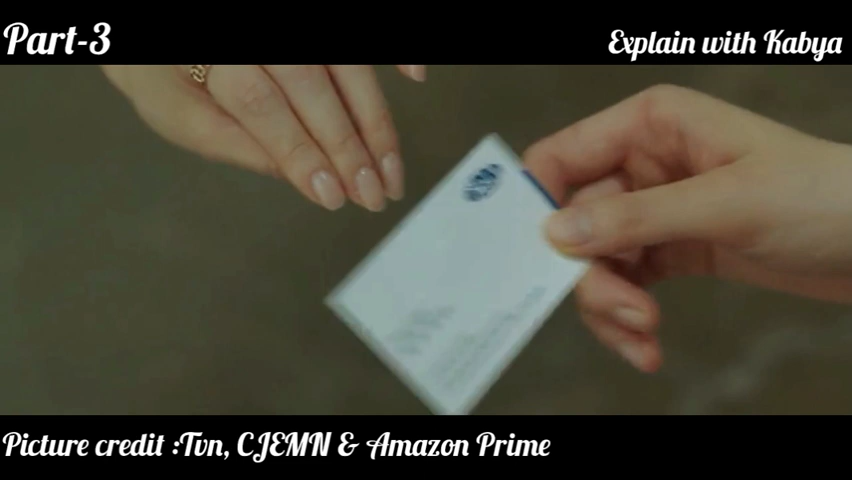 Part-3
Explain with Kabya
Picture credit :Tvn, CJEMN & Amazon Prime